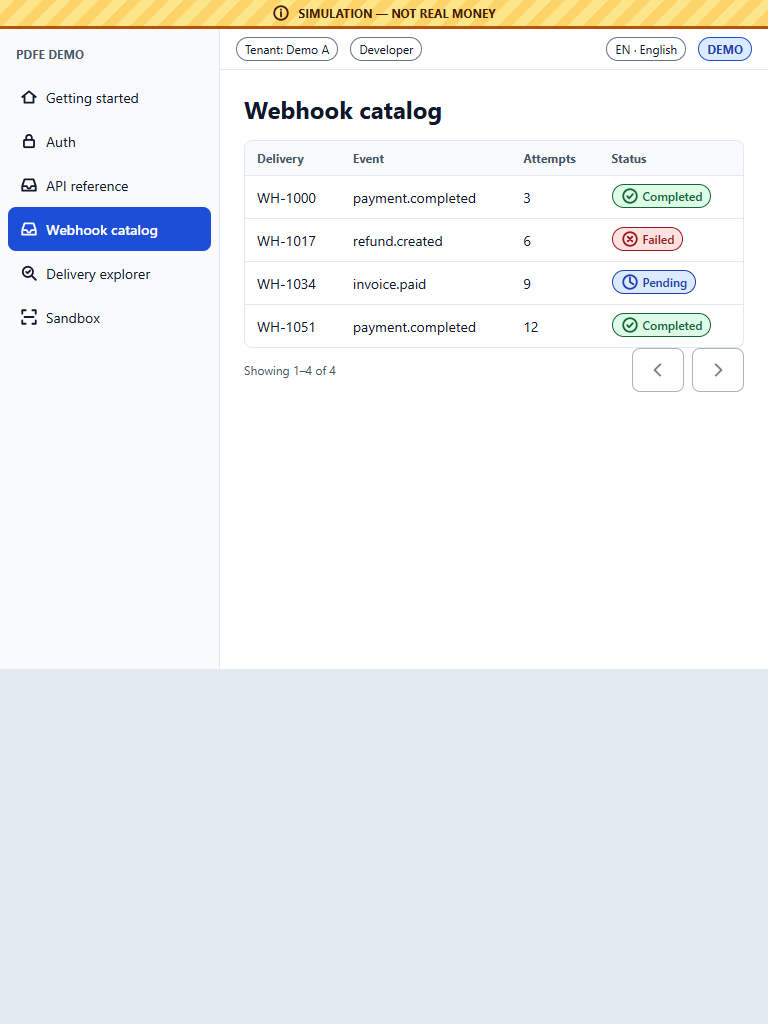 SIMULATION — NOT REAL MONEY
PDFE DEMO
Getting started
Auth
API reference
Webhook catalog
Delivery explorer
Sandbox
Tenant: Demo A
Developer
EN · English
DEMO
Webhook catalog
Delivery Event Attempts Status
WH-1000 payment.completed 3 Completed
WH-1017 refund.created 6 Failed
WH-1034 invoice.paid 9 Pending
WH-1051 payment.completed 12 Completed
Showing 1–4 of 4